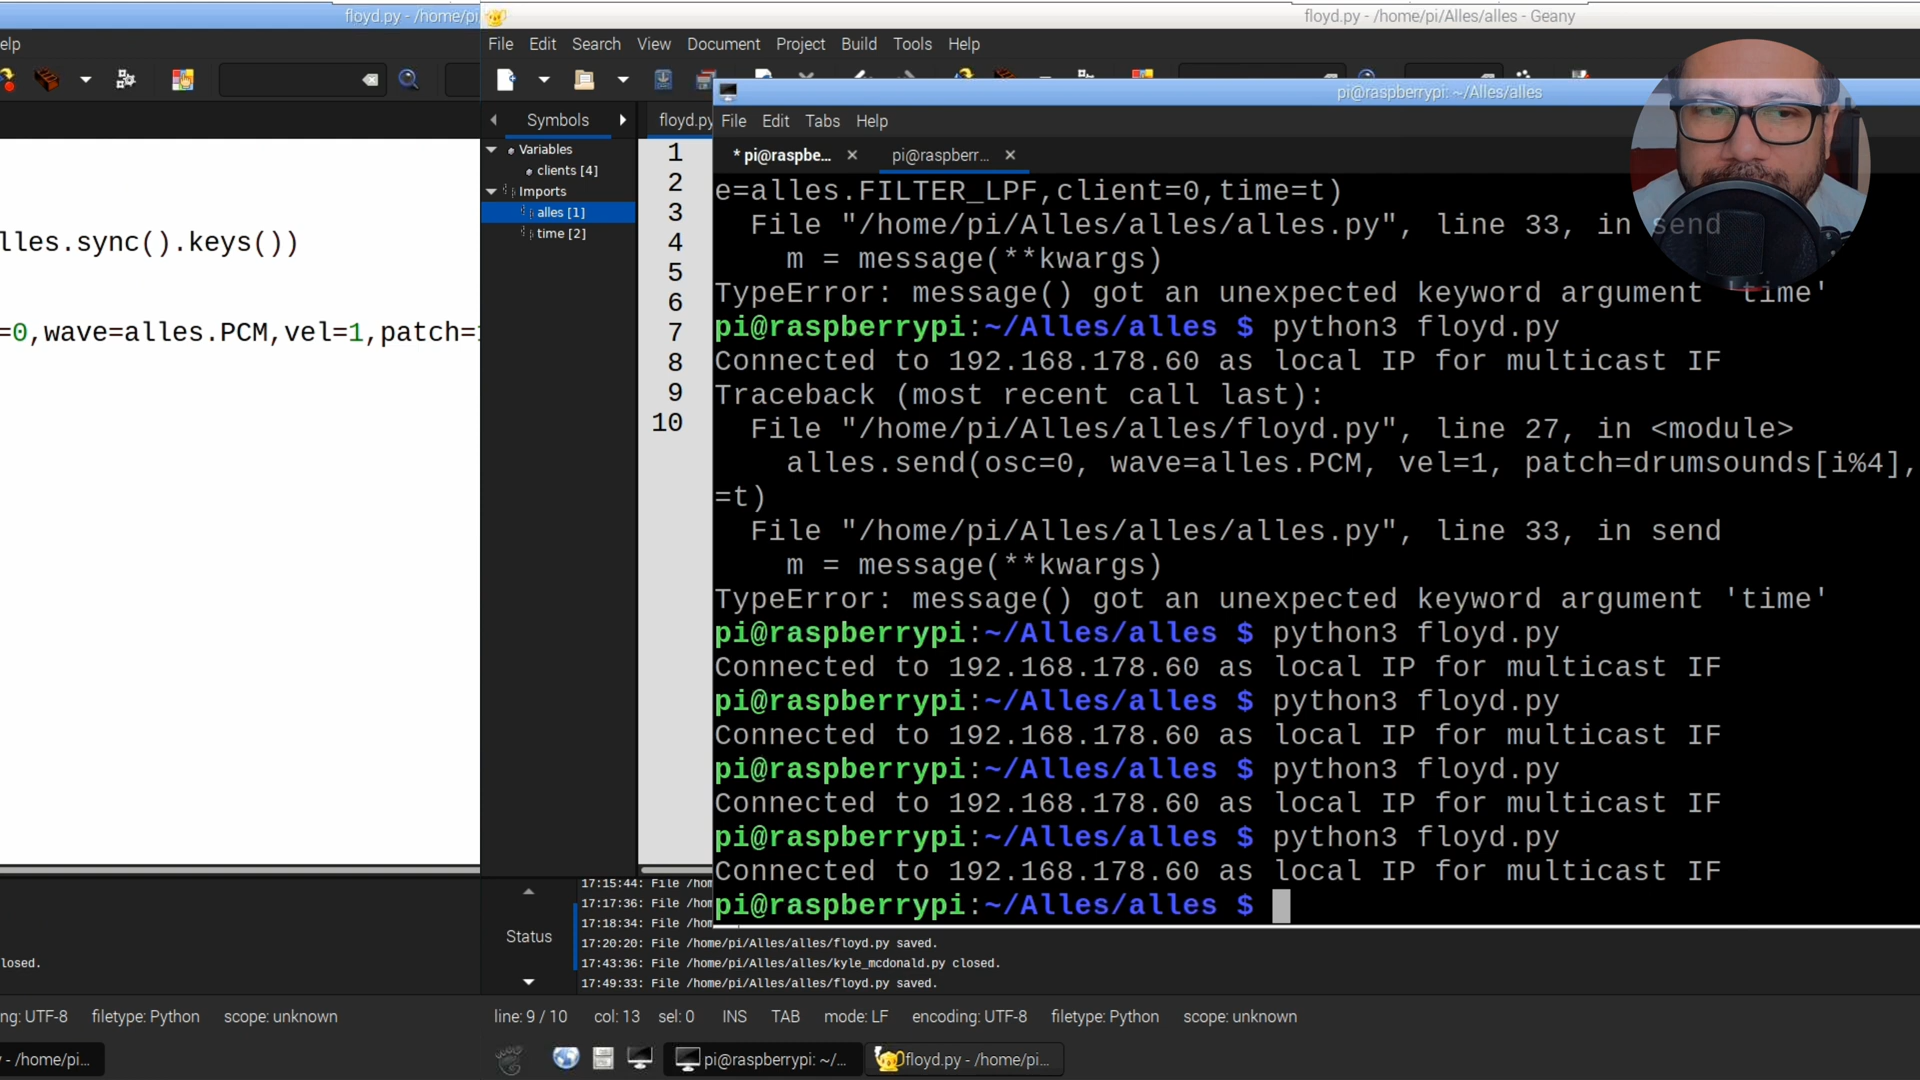 floyd.py - /home/pi
elp
lles.sync().keys())
=0,wave=alles.PCM,vel=1,patch=
losed.
ng: UTF-8 filetype: Python scope: unknown
- /home/pi...
floyd.py - /home/pi/Alles/alles - Geany
File Edit Search View Document Project Build Tools Help
Symbols
floyd.py
Variables
clients [4]
Imports
alles [1]
time [2]
1
2
3
4
5
6
7
8
9
10
pi@raspberrypi: ~/Alles/alles
File Edit Tabs Help
* pi@raspbe... pi@raspberr...
e=alles.FILTER_LPF,client=0,time=t)
File "/home/pi/Alles/alles/alles.py", line 33, in send
m = message(**kwargs)
TypeError: message() got an unexpected keyword argument 'time'
pi@raspberrypi:~/Alles/alles $ python3 floyd.py
Connected to 192.168.178.60 as local IP for multicast IF
Traceback (most recent call last):
File "/home/pi/Alles/alles/floyd.py", line 27, in <module>
alles.send(osc=0, wave=alles.PCM, vel=1, patch=drumsounds[i%4],
=t)
File "/home/pi/Alles/alles/alles.py", line 33, in send
m = message(**kwargs)
TypeError: message() got an unexpected keyword argument 'time'
pi@raspberrypi:~/Alles/alles $ python3 floyd.py
Connected to 192.168.178.60 as local IP for multicast IF
pi@raspberrypi:~/Alles/alles $ python3 floyd.py
Connected to 192.168.178.60 as local IP for multicast IF
pi@raspberrypi:~/Alles/alles $ python3 floyd.py
Connected to 192.168.178.60 as local IP for multicast IF
pi@raspberrypi:~/Alles/alles $ python3 floyd.py
Connected to 192.168.178.60 as local IP for multicast IF
pi@raspberrypi:~/Alles/alles $
Status
17:15:44: File /hom
17:17:36: File /hom
17:18:34: File /hom
17:20:20: File /home/pi/Alles/alles/floyd.py saved.
17:43:36: File /home/pi/Alles/alles/kyle_mcdonald.py closed.
17:49:33: File /home/pi/Alles/alles/floyd.py saved.
line: 9 / 10 col: 13 sel: 0 INS TAB mode: LF encoding: UTF-8 filetype: Python scope: unknown
pi@raspberrypi: ~/... floyd.py - /home/pi...